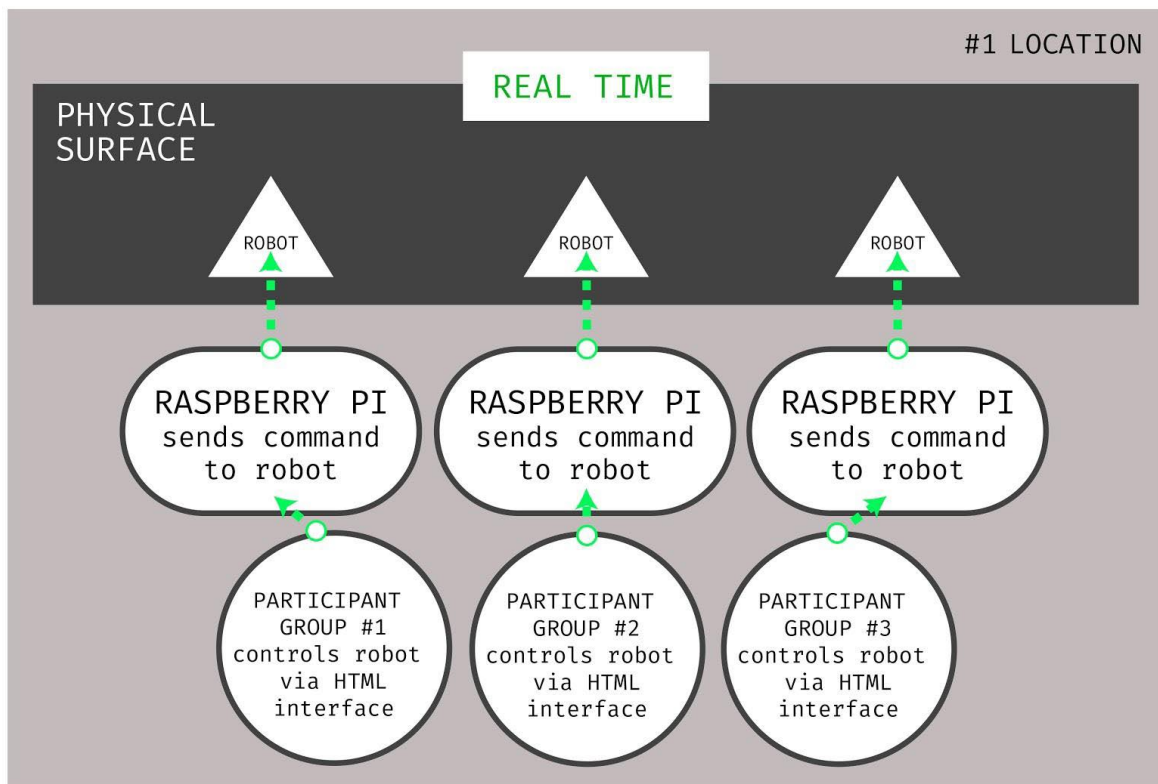 #1 LOCATION
REAL TIME
PHYSICAL
SURFACE
ROBOT
ROBOT
ROBOT
RASPBERRY PI
sends command
to robot
RASPBERRY PI
sends command
to robot
RASPBERRY PI
sends command
to robot
PARTICIPANT
GROUP #1
controls robot
via HTML
interface
PARTICIPANT
GROUP #2
controls robot
via HTML
interface
PARTICIPANT
GROUP #3
controls robot
via HTML
interface